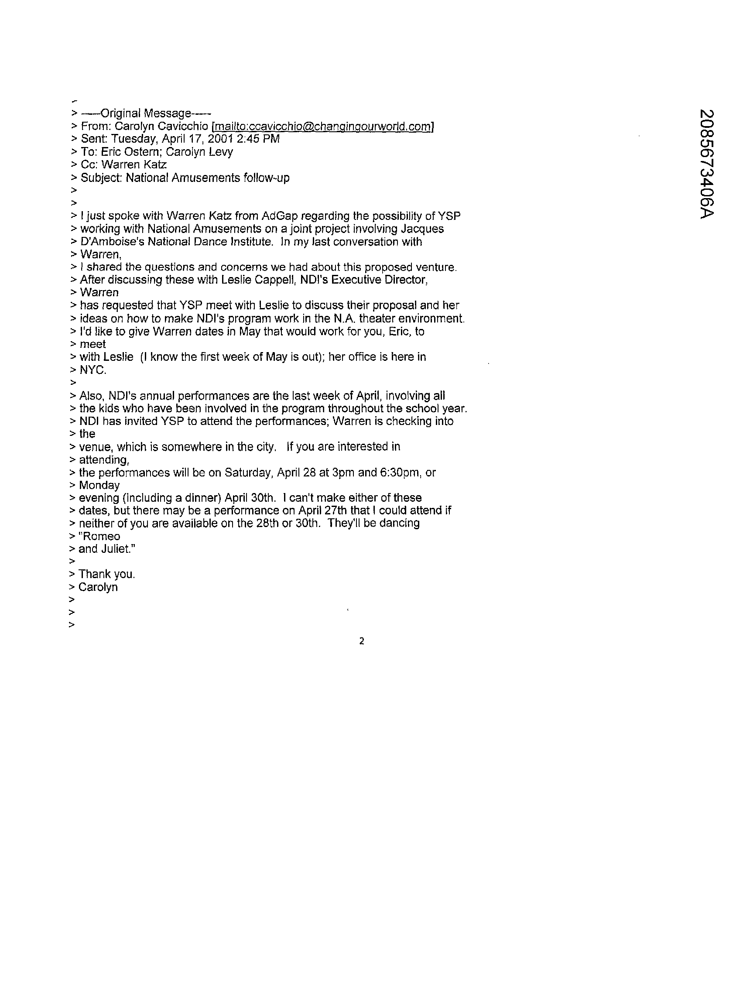 > -----Original Message-----
> From: Carolyn Cavicchio [mailto:ccavicchio@changingourworld.com]
> Sent: Tuesday, April 17, 2001 2:45 PM
> To: Eric Ostern; Carolyn Levy
> Cc: Warren Katz
> Subject: National Amusements follow-up
>
>
> I just spoke with Warren Katz from AdGap regarding the possibility of YSP
> working with National Amusements on a joint project involving Jacques
> D'Amboise's National Dance Institute.  In my last conversation with
> Warren,
> I shared the questions and concerns we had about this proposed venture.
> After discussing these with Leslie Cappell, NDI's Executive Director,
> Warren
> has requested that YSP meet with Leslie to discuss their proposal and her
> ideas on how to make NDI's program work in the N.A. theater environment.
> I'd like to give Warren dates in May that would work for you, Eric, to
> meet
> with Leslie  (I know the first week of May is out); her office is here in
> NYC.
>
> Also, NDI's annual performances are the last week of April, involving all
> the kids who have been involved in the program throughout the school year.
> NDI has invited YSP to attend the performances; Warren is checking into
> the
> venue, which is somewhere in the city.   If you are interested in
> attending,
> the performances will be on Saturday, April 28 at 3pm and 6:30pm, or
> Monday
> evening (including a dinner) April 30th.  I can't make either of these
> dates, but there may be a performance on April 27th that I could attend if
> neither of you are available on the 28th or 30th.  They'll be dancing
> "Romeo
> and Juliet."
>
> Thank you.
> Carolyn
>
>
>
2
2085673406A